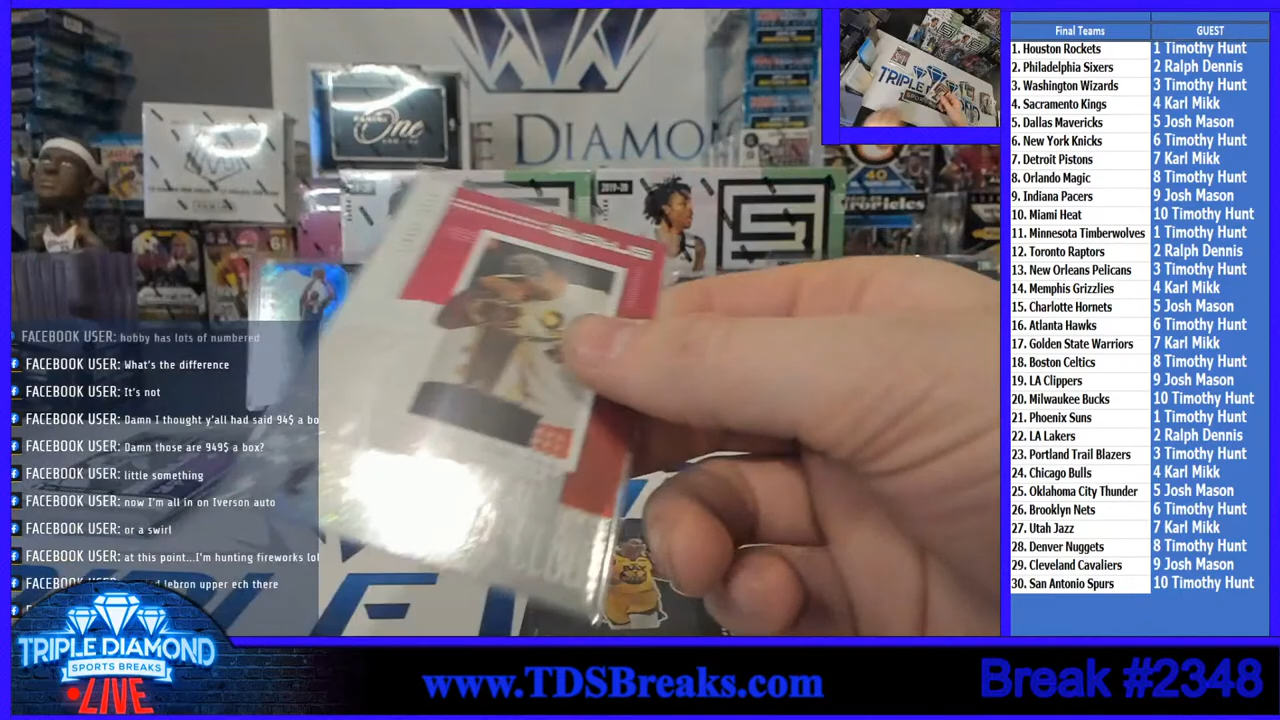 Final Teams GUEST
1. Houston Rockets 1 Timothy Hunt
2. Philadelphia Sixers 2 Ralph Dennis
3. Washington Wizards 3 Timothy Hunt
4. Sacramento Kings 4 Karl Mikk
5. Dallas Mavericks 5 Josh Mason
6. New York Knicks 6 Timothy Hunt
7. Detroit Pistons 7 Karl Mikk
8. Orlando Magic 8 Timothy Hunt
9. Indiana Pacers 9 Josh Mason
10. Miami Heat 10 Timothy Hunt
11. Minnesota Timberwolves 1 Timothy Hunt
12. Toronto Raptors 2 Ralph Dennis
13. New Orleans Pelicans 3 Timothy Hunt
14. Memphis Grizzlies 4 Karl Mikk
15. Charlotte Hornets 5 Josh Mason
16. Atlanta Hawks 6 Timothy Hunt
17. Golden State Warriors 7 Karl Mikk
18. Boston Celtics 8 Timothy Hunt
19. LA Clippers 9 Josh Mason
20. Milwaukee Bucks 10 Timothy Hunt
21. Phoenix Suns 1 Timothy Hunt
22. LA Lakers 2 Ralph Dennis
23. Portland Trail Blazers 3 Timothy Hunt
24. Chicago Bulls 4 Karl Mikk
25. Oklahoma City Thunder 5 Josh Mason
26. Brooklyn Nets 6 Timothy Hunt
27. Utah Jazz 7 Karl Mikk
28. Denver Nuggets 8 Timothy Hunt
29. Cleveland Cavaliers 9 Josh Mason
30. San Antonio Spurs 10 Timothy Hunt
One
E DIAMO
2019-20
40
Chronicles
FACEBOOK USER: hobby has lots of numbered
FACEBOOK USER: What's the difference
FACEBOOK USER: It's not
FACEBOOK USER: Damn I thought y'all had said 94$ a bo
FACEBOOK USER: Damn those are 949$ a box?
FACEBOOK USER: little something
FACEBOOK USER: now I'm all in on Iverson auto
FACEBOOK USER: or a swirl
FACEBOOK USER: at this point...I'm hunting fireworks lol
FACEBOO lebron upper ech there
TRIPLE DIAMOND
SPORTS BREAKS
LIVE
www.TDSBreaks.com
Break #2348